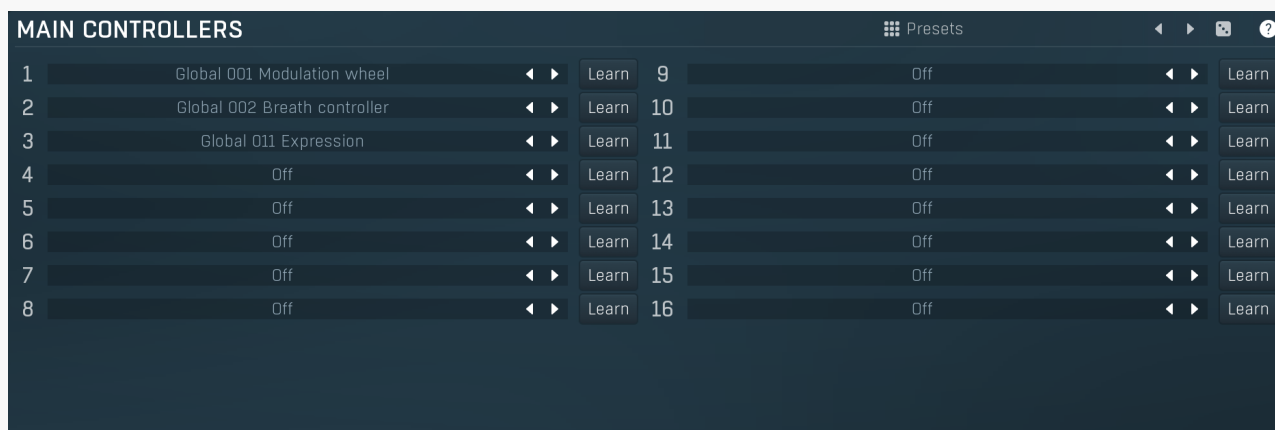 MAIN CONTROLLERS Presets ?
1 Global 001 Modulation wheel Learn 9 Off Learn
2 Global 002 Breath controller Learn 10 Off Learn
3 Global 011 Expression Learn 11 Off Learn
4 Off Learn 12 Off Learn
5 Off Learn 13 Off Learn
6 Off Learn 14 Off Learn
7 Off Learn 15 Off Learn
8 Off Learn 16 Off Learn